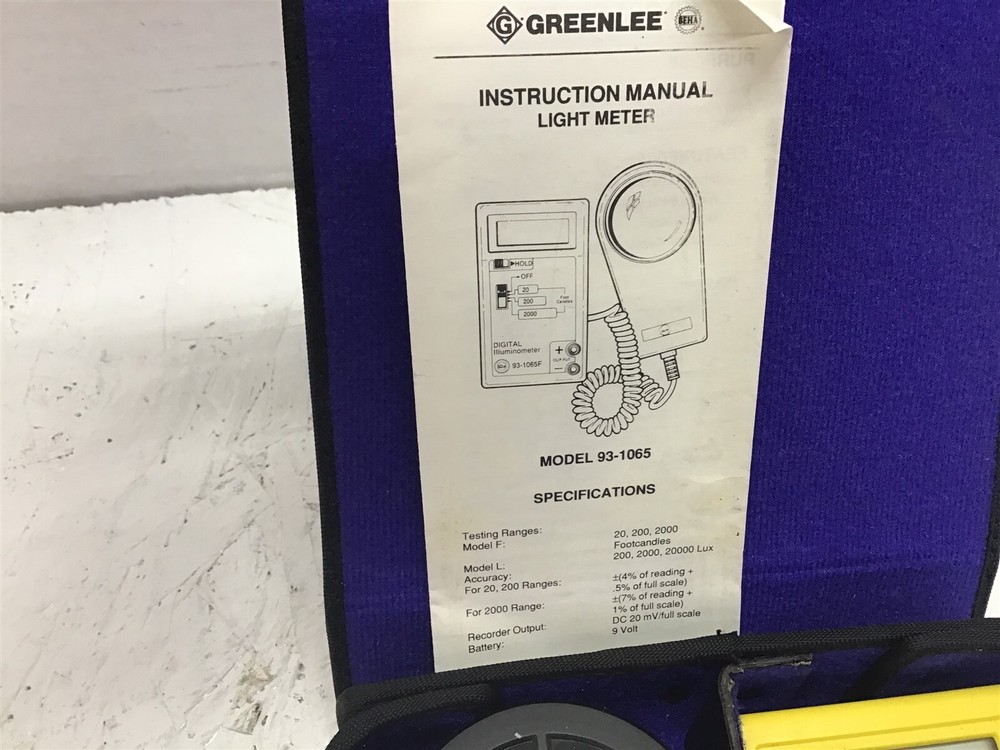 G GREENLEE BEHA
INSTRUCTION MANUAL
LIGHT METER
HOLD
OFF
20
200
2000
Foot
Candles
DIGITAL
Illuminometer
93-1065F
+
OUTPUT
−
MODEL 93-1065
SPECIFICATIONS
Testing Ranges: 20, 200, 2000
Model F: Footcandles
Model L: 200, 2000, 20000 Lux
Accuracy:
For 20, 200 Ranges: ±(4% of reading +
.5% of full scale)
For 2000 Range: ±(7% of reading +
1% of full scale)
Recorder Output: DC 20 mV/full scale
Battery: 9 Volt